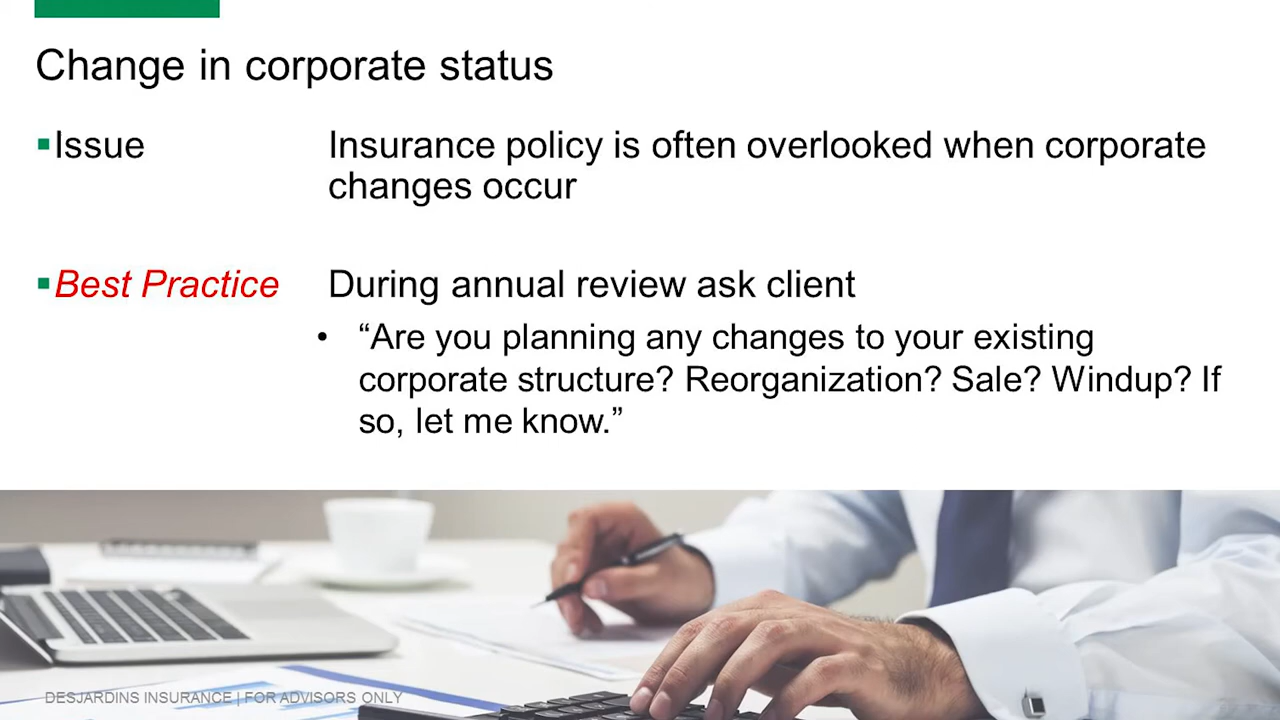 Change in corporate status
▪Issue Insurance policy is often overlooked when corporate
changes occur
▪Best Practice During annual review ask client
• “Are you planning any changes to your existing
corporate structure? Reorganization? Sale? Windup? If
so, let me know.”
DESJARDINS INSURANCE | FOR ADVISORS ONLY